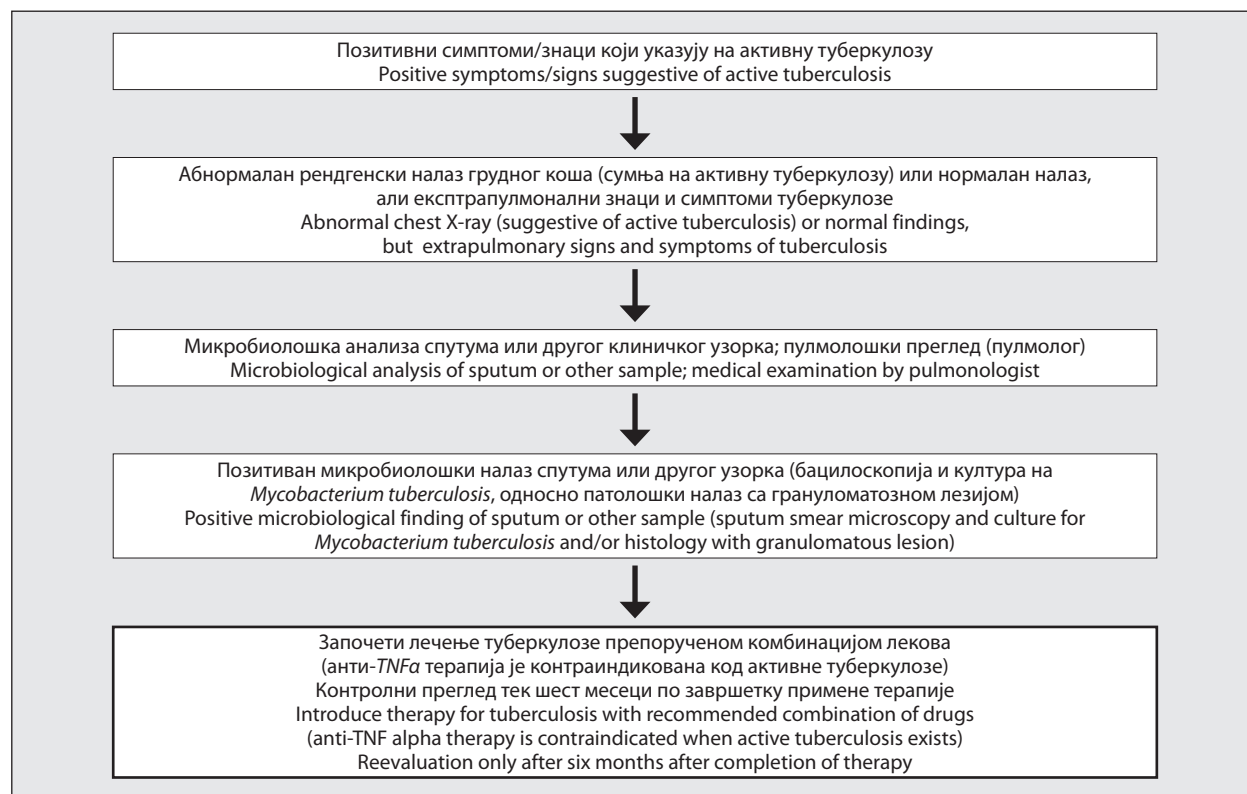 Позитивни симптоми/знаци који указују на активну туберкулозу
Positive symptoms/signs suggestive of active tuberculosis
Абнормалан рендгенски налаз грудног коша (сумња на активну туберкулозу) или нормалан налаз,
али експтрапулмонални знаци и симптоми туберкулозе
Abnormal chest X-ray (suggestive of active tuberculosis) or normal findings,
but extrapulmonary signs and symptoms of tuberculosis
Микробиолошка анализа спутума или другог клиничког узорка; пулмолошки преглед (пулмолог)
Microbiological analysis of sputum or other sample; medical examination by pulmonologist
Позитиван микробиолошки налаз спутума или другог узорка (бацилоскопија и култура на
Mycobacterium tuberculosis, односно патолошки налаз са грануломатозном лезијом)
Positive microbiological finding of sputum or other sample (sputum smear microscopy and culture for
Mycobacterium tuberculosis and/or histology with granulomatous lesion)
Започети лечење туберкулозе препорученом комбинацијом лекова
(анти-TNFα терапија је контраиндикована код активне туберкулозе)
Контролни преглед тек шест месеци по завршетку примене терапије
Introduce therapy for tuberculosis with recommended combination of drugs
(anti-TNF alpha therapy is contraindicated when active tuberculosis exists)
Reevaluation only after six months after completion of therapy